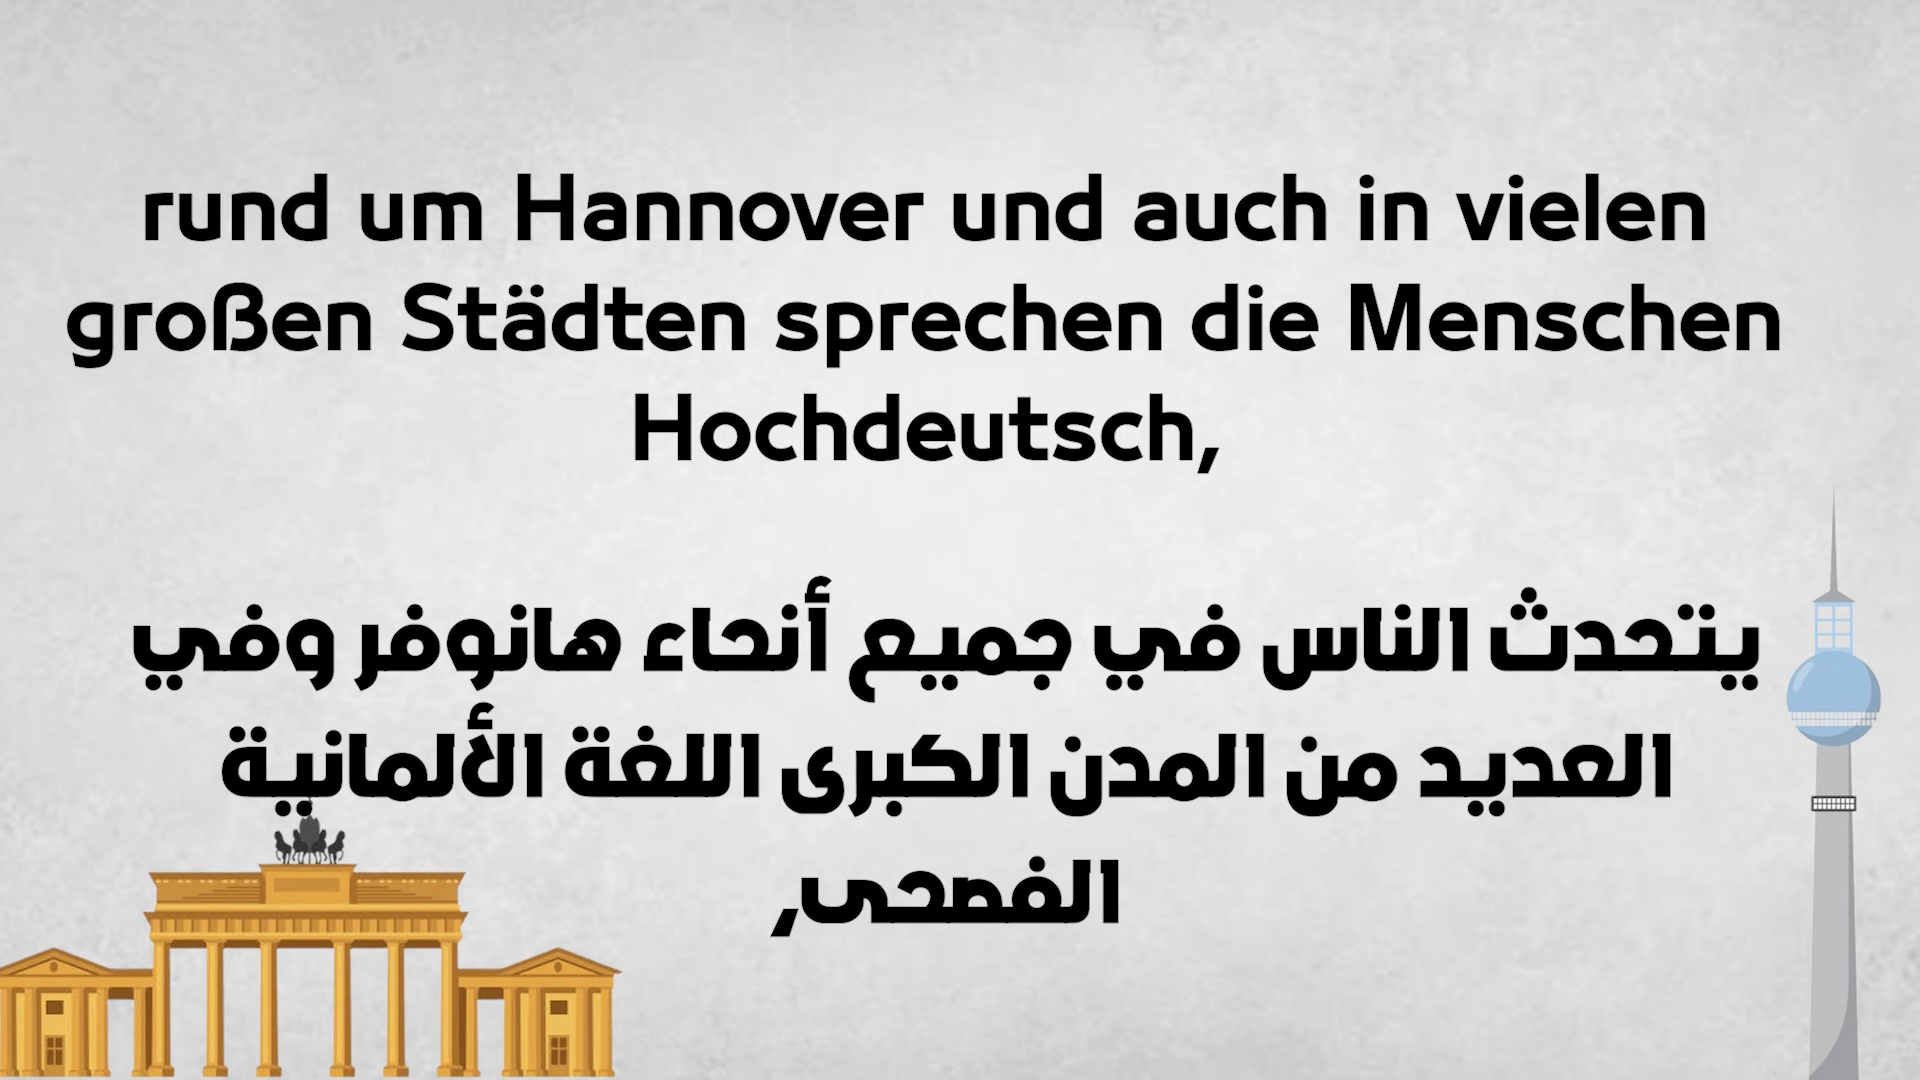 rund um Hannover und auch in vielen
großen Städten sprechen die Menschen
Hochdeutsch,
يتحدث الناس في جميع أنحاء هانوفر وفي
العديد من المدن الكبرى اللغة الألمانية
الفصحى,